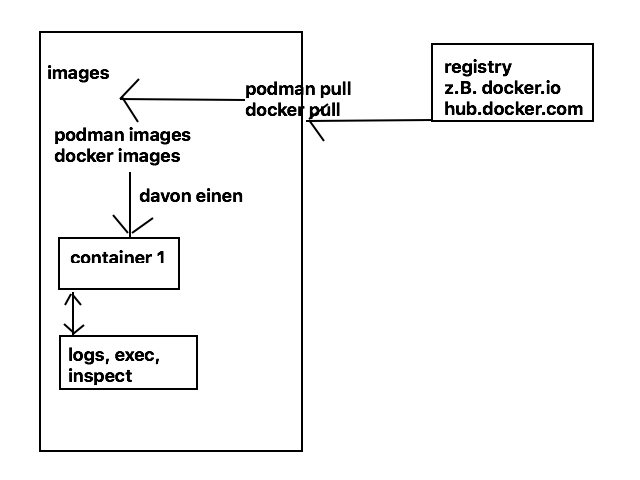 images
podman pull
docker pull
registry
z.B. docker.io
hub.docker.com
podman images
docker images
davon einen
container 1
logs, exec,
inspect